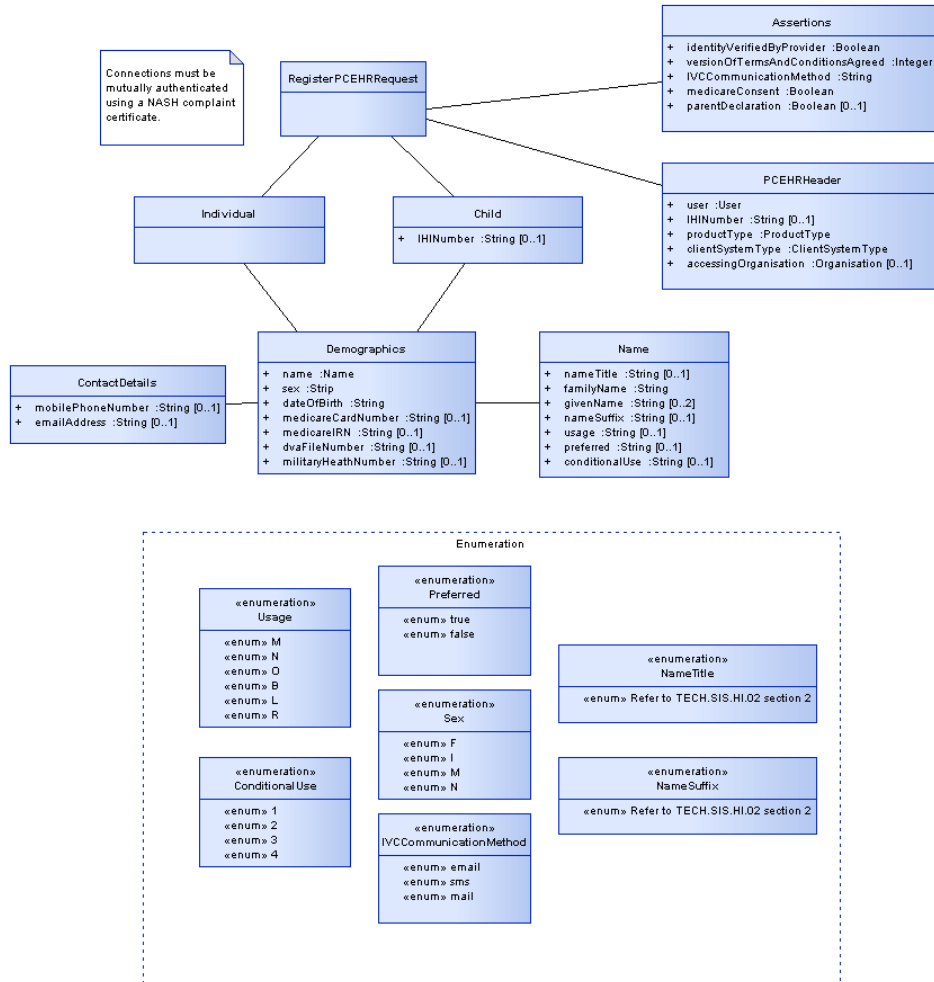 Connections must be
mutually authenticated
using a NASH complaint
certificate.
RegisterPCEHRRequest
Assertions
+ identityVerifiedByProvider :Boolean
+ versionOfTermsAndConditionsAgreed :Integer
+ IVCCommunicationMethod :String
+ medicareConsent :Boolean
+ parentDeclaration :Boolean [0..1]
PCEHRHeader
+ user :User
+ IHINumber :String [0..1]
+ productType :ProductType
+ clientSystemType :ClientSystemType
+ accessingOrganisation :Organisation [0..1]
Individual
Child
+ IHINumber :String [0..1]
ContactDetails
+ mobilePhoneNumber :String [0..1]
+ emailAddress :String [0..1]
Demographics
+ name :Name
+ sex :Strip
+ dateOfBirth :String
+ medicareCardNumber :String [0..1]
+ medicareIRN :String [0..1]
+ dvaFileNumber :String [0..1]
+ militaryHeathNumber :String [0..1]
Name
+ nameTitle :String [0..1]
+ familyName :String
+ givenName :String [0..2]
+ nameSuffix :String [0..1]
+ usage :String [0..1]
+ preferred :String [0..1]
+ conditionalUse :String [0..1]
Enumeration
«enumeration»
Usage
«enum» M
«enum» N
«enum» O
«enum» B
«enum» L
«enum» R
«enumeration»
Preferred
«enum» true
«enum» false
«enumeration»
NameTitle
«enum» Refer to TECH.SIS.HI.02 section 2
«enumeration»
Sex
«enum» F
«enum» I
«enum» M
«enum» N
«enumeration»
ConditionalUse
«enum» 1
«enum» 2
«enum» 3
«enum» 4
«enumeration»
NameSuffix
«enum» Refer to TECH.SIS.HI.02 section 2
«enumeration»
IVCCommunicationMethod
«enum» email
«enum» sms
«enum» mail